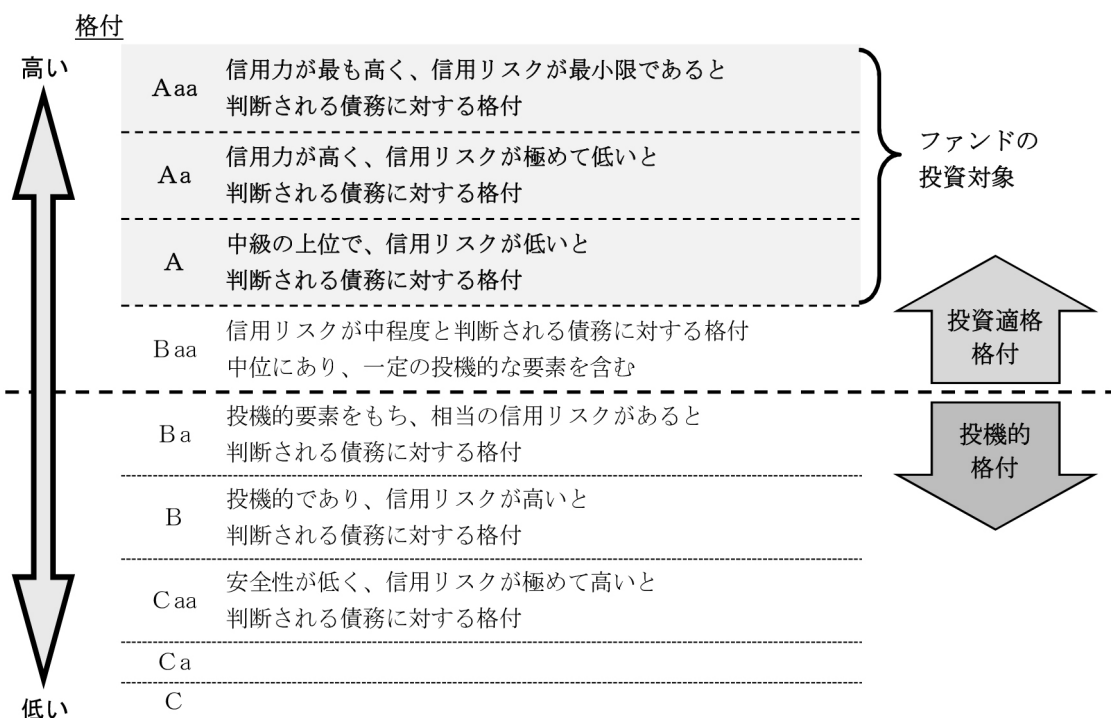 格付
高い
Aaa
信用力が最も高く、信用リスクが最小限であると
判断される債務に対する格付
Aa
信用力が高く、信用リスクが極めて低いと
判断される債務に対する格付
A
中級の上位で、信用リスクが低いと
判断される債務に対する格付
ファンドの
投資対象
Baa
信用リスクが中程度と判断される債務に対する格付
中位にあり、一定の投機的な要素を含む
投資適格
格付
Ba
投機的要素をもち、相当の信用リスクがあると
判断される債務に対する格付
投機的
格付
B
投機的であり、信用リスクが高いと
判断される債務に対する格付
Caa
安全性が低く、信用リスクが極めて高いと
判断される債務に対する格付
Ca
C
低い